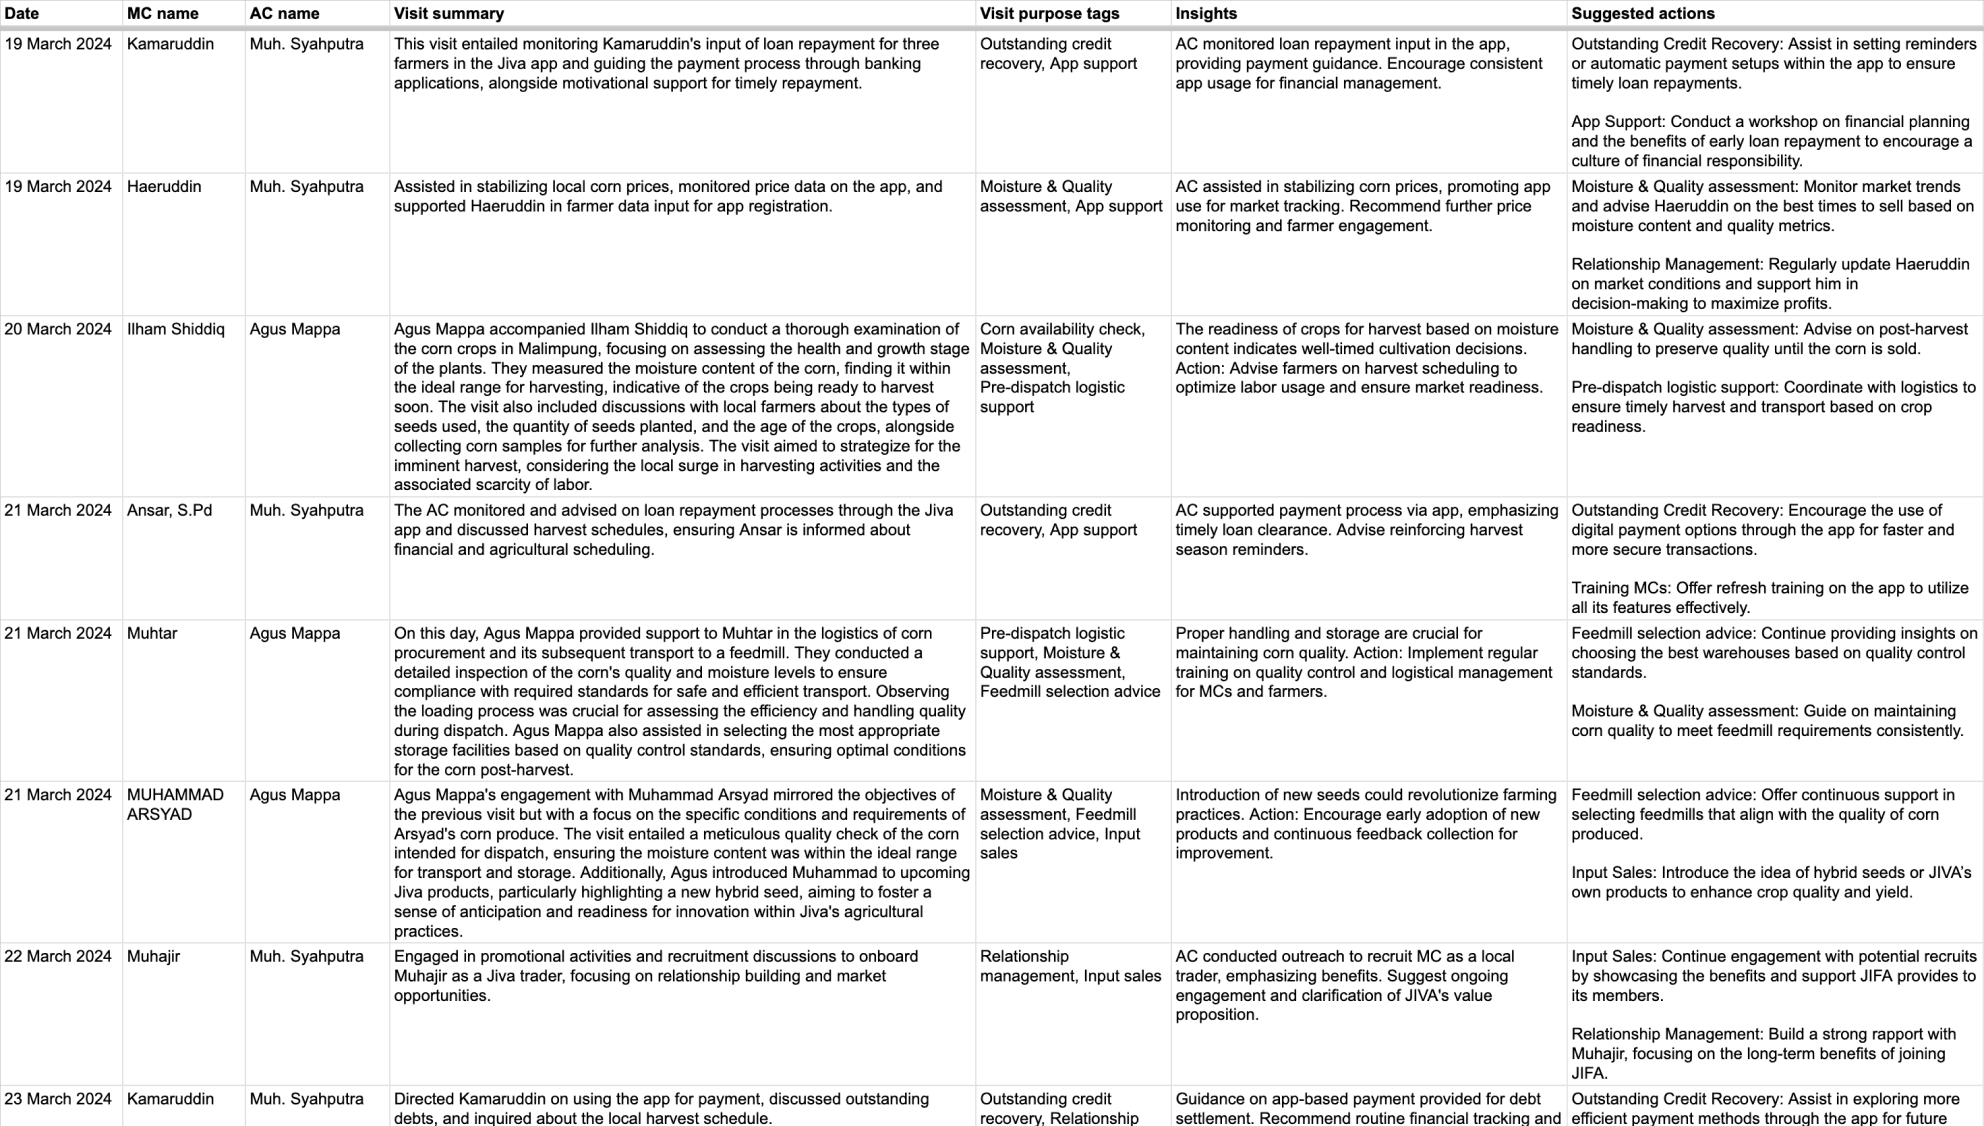 Date MC name AC name Visit summary Visit purpose tags Insights Suggested actions
19 March 2024 Kamaruddin Muh. Syahputra
This visit entailed monitoring Kamaruddin's input of loan repayment for three
farmers in the Jiva app and guiding the payment process through banking
applications, alongside motivational support for timely repayment.
Outstanding credit
recovery, App support
AC monitored loan repayment input in the app,
providing payment guidance. Encourage consistent
app usage for financial management.
Outstanding Credit Recovery: Assist in setting reminders
or automatic payment setups within the app to ensure
timely loan repayments.
App Support: Conduct a workshop on financial planning
and the benefits of early loan repayment to encourage a
culture of financial responsibility.
19 March 2024 Haeruddin Muh. Syahputra
Assisted in stabilizing local corn prices, monitored price data on the app, and
supported Haeruddin in farmer data input for app registration.
Moisture & Quality
assessment, App support
AC assisted in stabilizing corn prices, promoting app
use for market tracking. Recommend further price
monitoring and farmer engagement.
Moisture & Quality assessment: Monitor market trends
and advise Haeruddin on the best times to sell based on
moisture content and quality metrics.
Relationship Management: Regularly update Haeruddin
on market conditions and support him in
decision-making to maximize profits.
20 March 2024 Ilham Shiddiq Agus Mappa
Agus Mappa accompanied Ilham Shiddiq to conduct a thorough examination of
the corn crops in Malimpung, focusing on assessing the health and growth stage
of the plants. They measured the moisture content of the corn, finding it within
the ideal range for harvesting, indicative of the crops being ready to harvest
soon. The visit also included discussions with local farmers about the types of
seeds used, the quantity of seeds planted, and the age of the crops, alongside
collecting corn samples for further analysis. The visit aimed to strategize for the
imminent harvest, considering the local surge in harvesting activities and the
associated scarcity of labor.
Corn availability check,
Moisture & Quality
assessment,
Pre-dispatch logistic
support
The readiness of crops for harvest based on moisture
content indicates well-timed cultivation decisions.
Action: Advise farmers on harvest scheduling to
optimize labor usage and ensure market readiness.
Moisture & Quality assessment: Advise on post-harvest
handling to preserve quality until the corn is sold.
Pre-dispatch logistic support: Coordinate with logistics to
ensure timely harvest and transport based on crop
readiness.
21 March 2024 Ansar, S.Pd Muh. Syahputra
The AC monitored and advised on loan repayment processes through the Jiva
app and discussed harvest schedules, ensuring Ansar is informed about
financial and agricultural scheduling.
Outstanding credit
recovery, App support
AC supported payment process via app, emphasizing
timely loan clearance. Advise reinforcing harvest
season reminders.
Outstanding Credit Recovery: Encourage the use of
digital payment options through the app for faster and
more secure transactions.
Training MCs: Offer refresh training on the app to utilize
all its features effectively.
21 March 2024 Muhtar Agus Mappa
On this day, Agus Mappa provided support to Muhtar in the logistics of corn
procurement and its subsequent transport to a feedmill. They conducted a
detailed inspection of the corn's quality and moisture levels to ensure
compliance with required standards for safe and efficient transport. Observing
the loading process was crucial for assessing the efficiency and handling quality
during dispatch. Agus Mappa also assisted in selecting the most appropriate
storage facilities based on quality control standards, ensuring optimal conditions
for the corn post-harvest.
Pre-dispatch logistic
support, Moisture &
Quality assessment,
Feedmill selection advice
Proper handling and storage are crucial for
maintaining corn quality. Action: Implement regular
training on quality control and logistical management
for MCs and farmers.
Feedmill selection advice: Continue providing insights on
choosing the best warehouses based on quality control
standards.
Moisture & Quality assessment: Guide on maintaining
corn quality to meet feedmill requirements consistently.
21 March 2024 MUHAMMAD
ARSYAD
Agus Mappa
Agus Mappa's engagement with Muhammad Arsyad mirrored the objectives of
the previous visit but with a focus on the specific conditions and requirements of
Arsyad's corn produce. The visit entailed a meticulous quality check of the corn
intended for dispatch, ensuring the moisture content was within the ideal range
for transport and storage. Additionally, Agus introduced Muhammad to upcoming
Jiva products, particularly highlighting a new hybrid seed, aiming to foster a
sense of anticipation and readiness for innovation within Jiva's agricultural
practices.
Moisture & Quality
assessment, Feedmill
selection advice, Input
sales
Introduction of new seeds could revolutionize farming
practices. Action: Encourage early adoption of new
products and continuous feedback collection for
improvement.
Feedmill selection advice: Offer continuous support in
selecting feedmills that align with the quality of corn
produced.
Input Sales: Introduce the idea of hybrid seeds or JIVA's
own products to enhance crop quality and yield.
22 March 2024 Muhajir Muh. Syahputra
Engaged in promotional activities and recruitment discussions to onboard
Muhajir as a Jiva trader, focusing on relationship building and market
opportunities.
Relationship
management, Input sales
AC conducted outreach to recruit MC as a local
trader, emphasizing benefits. Suggest ongoing
engagement and clarification of JIVA's value
proposition.
Input Sales: Continue engagement with potential recruits
by showcasing the benefits and support JIFA provides to
its members.
Relationship Management: Build a strong rapport with
Muhajir, focusing on the long-term benefits of joining
JIFA.
23 March 2024 Kamaruddin Muh. Syahputra
Directed Kamaruddin on using the app for payment, discussed outstanding
debts, and inquired about the local harvest schedule.
Outstanding credit
recovery, Relationship
Guidance on app-based payment provided for debt
settlement. Recommend routine financial tracking and
Outstanding Credit Recovery: Assist in exploring more
efficient payment methods through the app for future